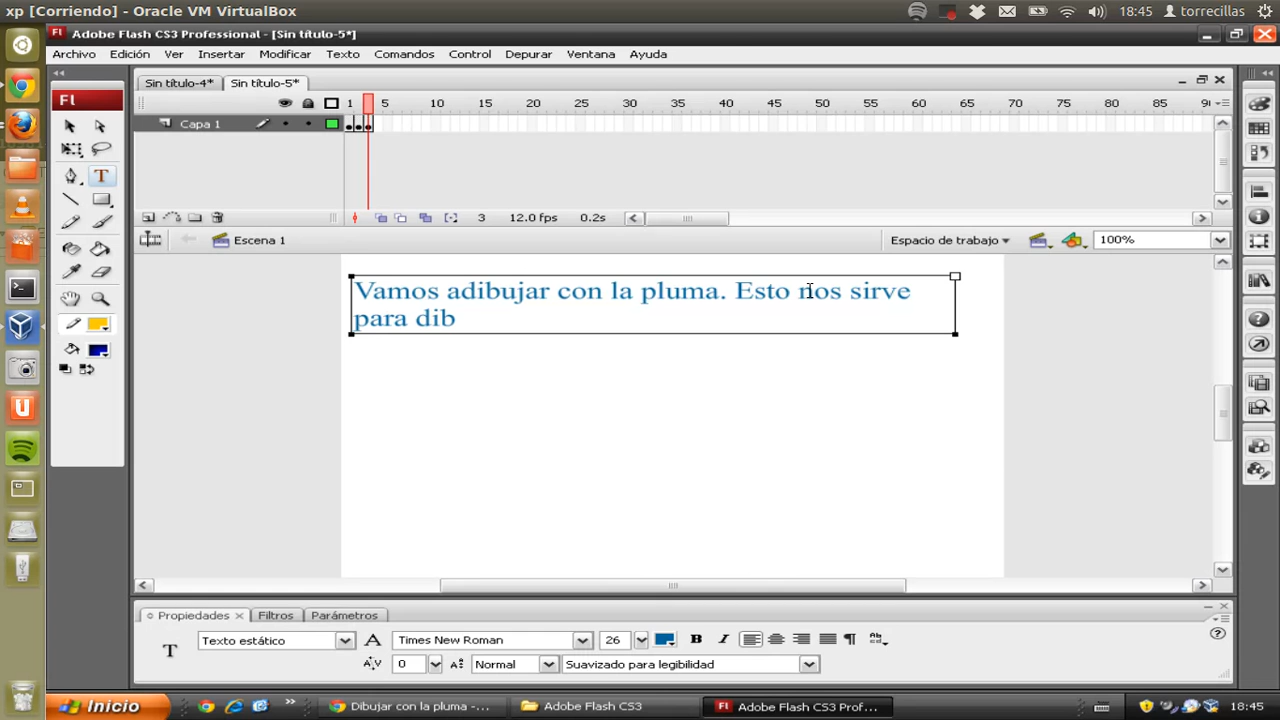 xp [Corriendo] - Oracle VM VirtualBox
18:45
torrecillas
Fl
Adobe Flash CS3 Professional - [Sin título-5*]
Archivo Edición Ver Insertar Modificar Texto Comandos Control Depurar Ventana Ayuda
Sin título-4* Sin título-5*
Fl
1 5 10 15 20 25 30 35 40 45 50 55 60 65 70 75 80 85 90
Capa 1
3 12.0 fps 0.2s
Escena 1
Espacio de trabajo
100%
Vamos adibujar con la pluma. Esto nos sirve
para dib
Propiedades Filtros Parámetros
T Texto estático A Times New Roman 26 B I
0 Normal Suavizado para legibilidad
Inicio
Dibujar con la pluma -...
Adobe Flash CS3
Adobe Flash CS3 Prof...
18:45